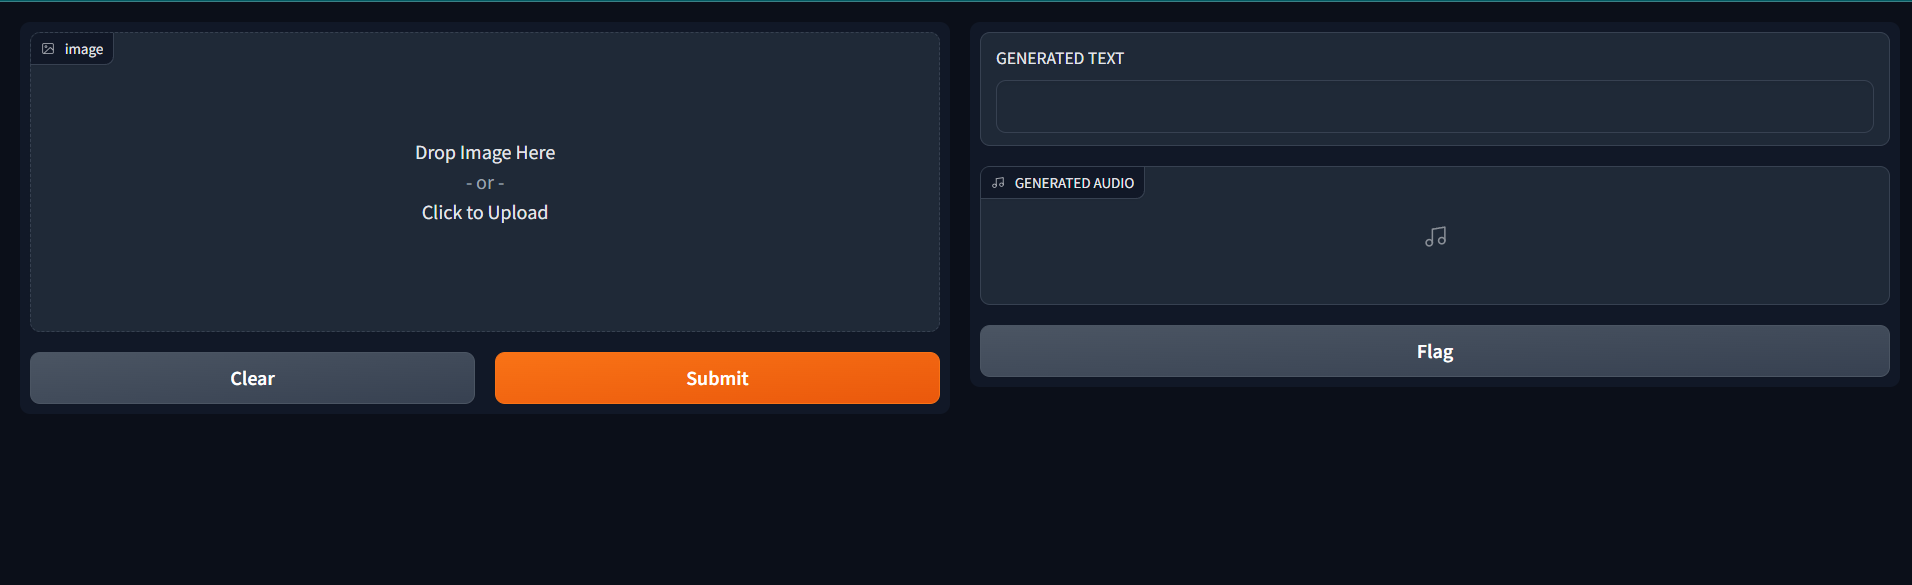 image
Drop Image Here
- or -
Click to Upload
Clear
Submit
GENERATED TEXT
GENERATED AUDIO
Flag